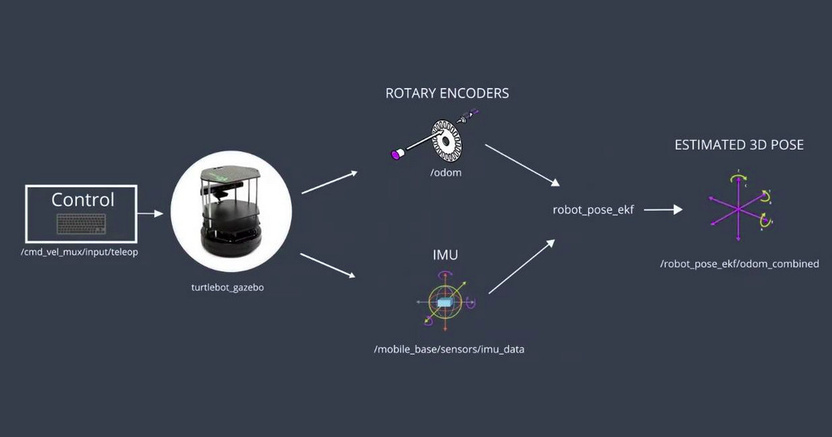 Control
/cmd_vel_mux/input/teleop
turtlebot_gazebo
ROTARY ENCODERS
/odom
IMU
/mobile_base/sensors/imu_data
robot_pose_ekf
ESTIMATED 3D POSE
/robot_pose_ekf/odom_combined